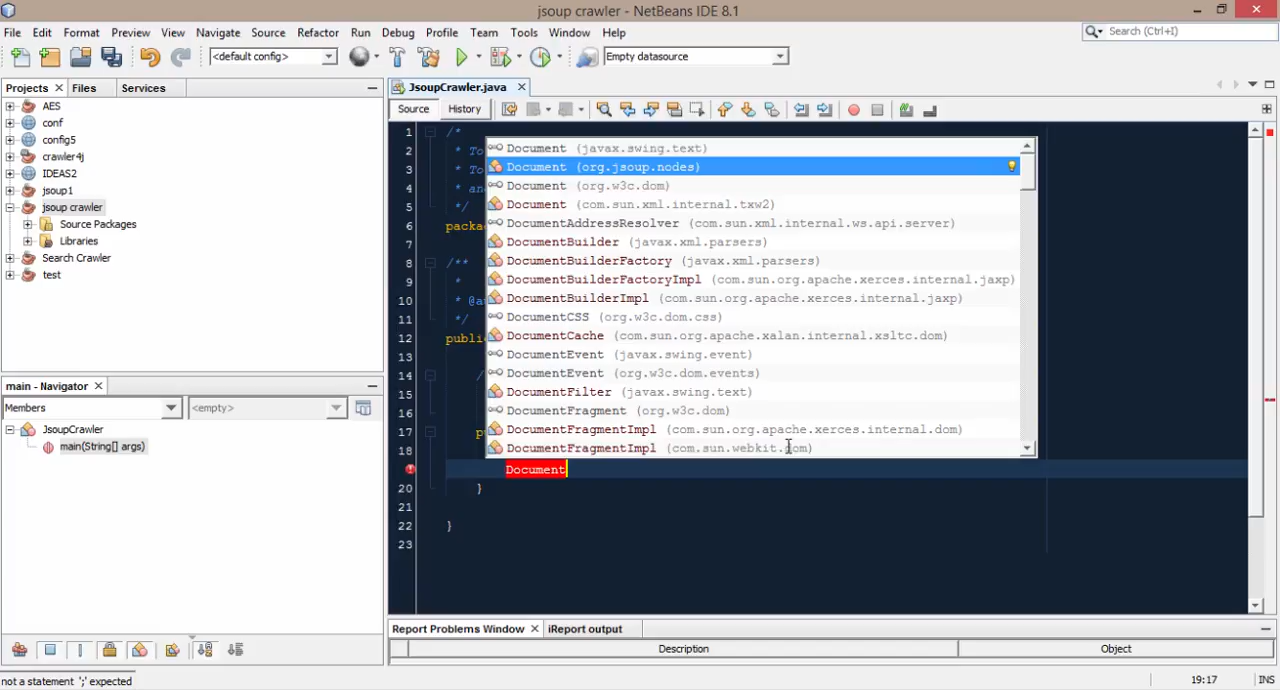 jsoup crawler - NetBeans IDE 8.1
File Edit Format Preview View Navigate Source Refactor Run Debug Profile Team Tools Window Help
Search (Ctrl+I)
<default config>
Empty datasource
Projects Files Services
AES
conf
config5
crawler4j
IDEAS2
jsoup1
jsoup crawler
Source Packages
Libraries
Search Crawler
test
main - Navigator
Members <empty>
JsoupCrawler
main(String[] args)
JsoupCrawler.java
Source History
1 /*
2 * To
3 * To
4 * an
5 */
6 packa
7
8 /**
9 *
10 * @a
11 */
12 publi
13
14 /
15
16
17 p
18
Document
20 }
21
22 }
23
Document (javax.swing.text)
Document (org.jsoup.nodes)
Document (org.w3c.dom)
Document (com.sun.xml.internal.txw2)
DocumentAddressResolver (com.sun.xml.internal.ws.api.server)
DocumentBuilder (javax.xml.parsers)
DocumentBuilderFactory (javax.xml.parsers)
DocumentBuilderFactoryImpl (com.sun.org.apache.xerces.internal.jaxp)
DocumentBuilderImpl (com.sun.org.apache.xerces.internal.jaxp)
DocumentCSS (org.w3c.dom.css)
DocumentCache (com.sun.org.apache.xalan.internal.xsltc.dom)
DocumentEvent (javax.swing.event)
DocumentEvent (org.w3c.dom.events)
DocumentFilter (javax.swing.text)
DocumentFragment (org.w3c.dom)
DocumentFragmentImpl (com.sun.org.apache.xerces.internal.dom)
DocumentFragmentImpl (com.sun.webkit.dom)
Report Problems Window iReport output
Description Object
not a statement ';' expected
19:17 INS